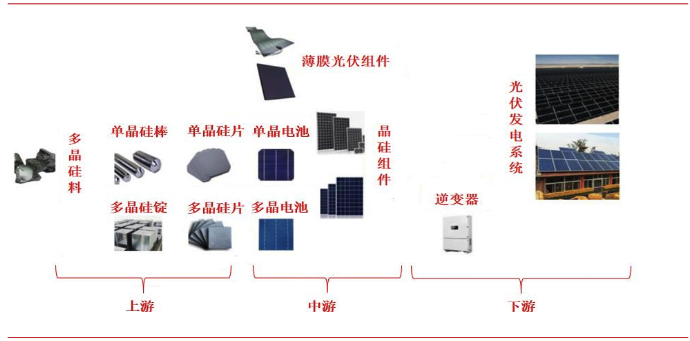 薄膜光伏组件
多晶硅料
单晶硅棒
单晶硅片
单晶电池
晶硅组件
光伏发电系统
多晶硅锭
多晶硅片
多晶电池
逆变器
上游
中游
下游